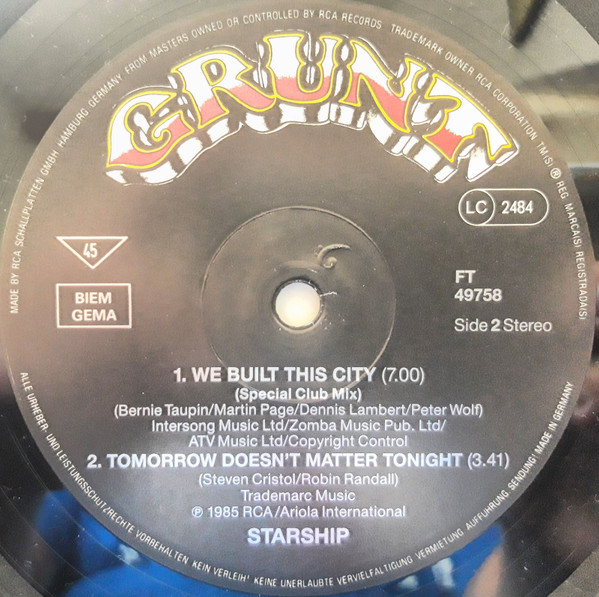 MADE BY RCA SCHALLPLATTEN GMBH, HAMBURG GERMANY, FROM MASTERS OWNED OR CONTROLLED BY RCA RECORDS. TRADEMARK OWNER RCA CORPORATION TM(S) ® REG. MARCA(S) REGISTRADA(S)
GRUNT
LC 2484
45
BIEM
GEMA
FT
49758
Side 2 Stereo
1. WE BUILT THIS CITY (7.00)
(Special Club Mix)
(Bernie Taupin/Martin Page/Dennis Lambert/Peter Wolf)
Intersong Music Ltd/Zomba Music Pub. Ltd/
ATV Music Ltd/Copyright Control
2. TOMORROW DOESN'T MATTER TONIGHT (3.41)
(Steven Cristol/Robin Randall)
Trademarc Music
℗ 1985 RCA/Ariola International
STARSHIP
ALLE URHEBER- UND LEISTUNGSSCHUTZRECHTE VORBEHALTEN KEIN VERLEIH! KEINE UNERLAUBTE VERVIELFÄLTIGUNG VERMIETUNG AUFFÜHRUNG SENDUNG! MADE IN GERMANY